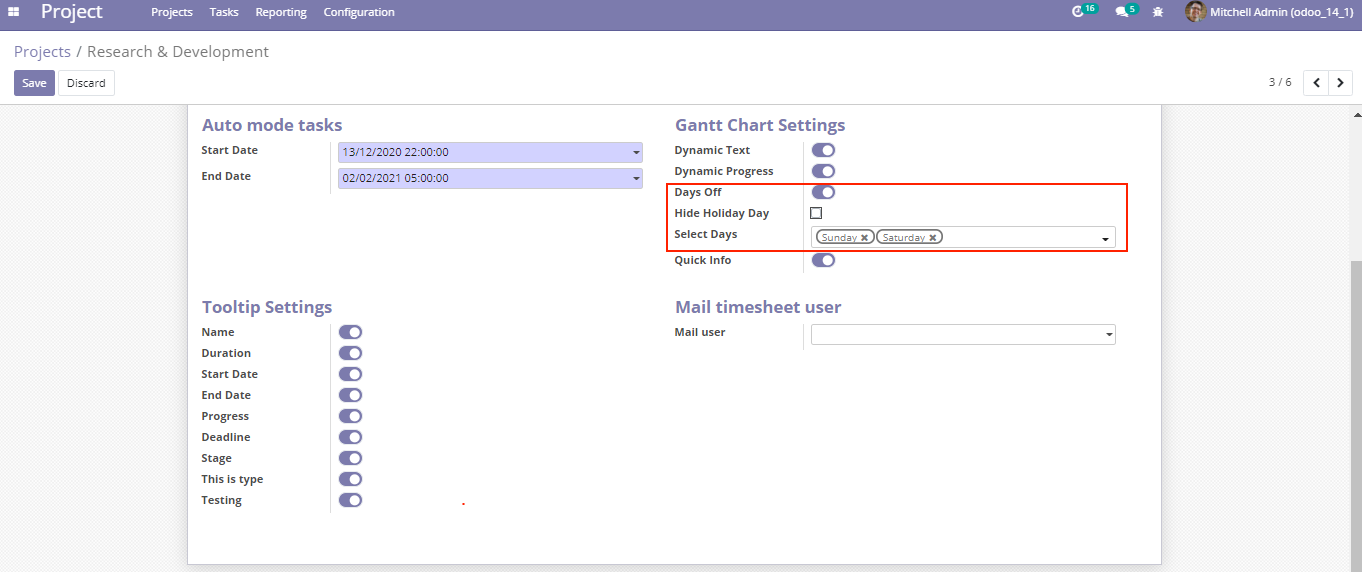 Project Projects Tasks Reporting Configuration 16 5 Mitchell Admin (odoo_14_1)
Projects / Research & Development
Save Discard 3 / 6
Auto mode tasks
Start Date 13/12/2020 22:00:00
End Date 02/02/2021 05:00:00
Gantt Chart Settings
Dynamic Text
Dynamic Progress
Days Off
Hide Holiday Day
Select Days Sunday Saturday
Quick Info
Tooltip Settings
Name
Duration
Start Date
End Date
Progress
Deadline
Stage
This is type
Testing
Mail timesheet user
Mail user